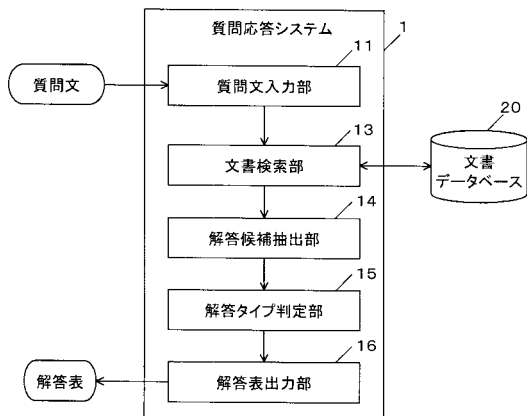 質問応答システム
1
11
質問文
質問文入力部
13
20
文書検索部
文書
データベース
14
解答候補抽出部
15
解答タイプ判定部
16
解答表
解答表出力部